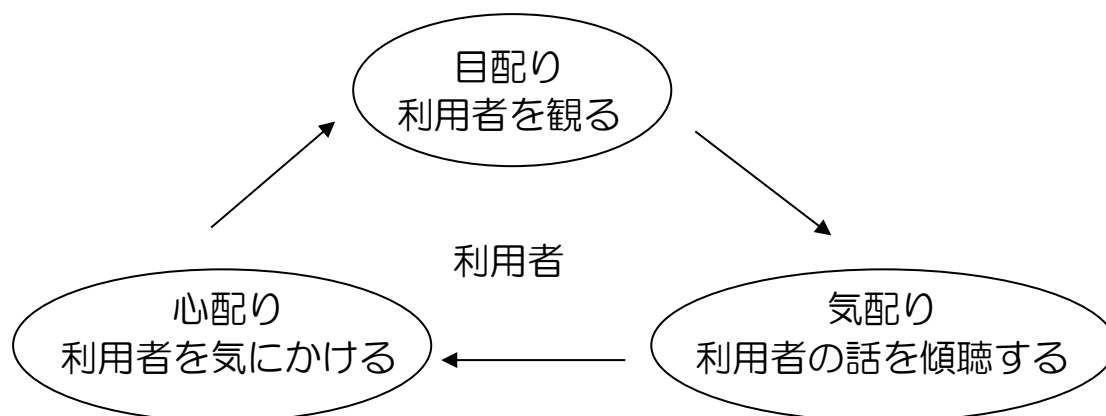 目配り
利用者を観る
利用者
心配り
利用者を気にかける
気配り
利用者の話を傾聴する